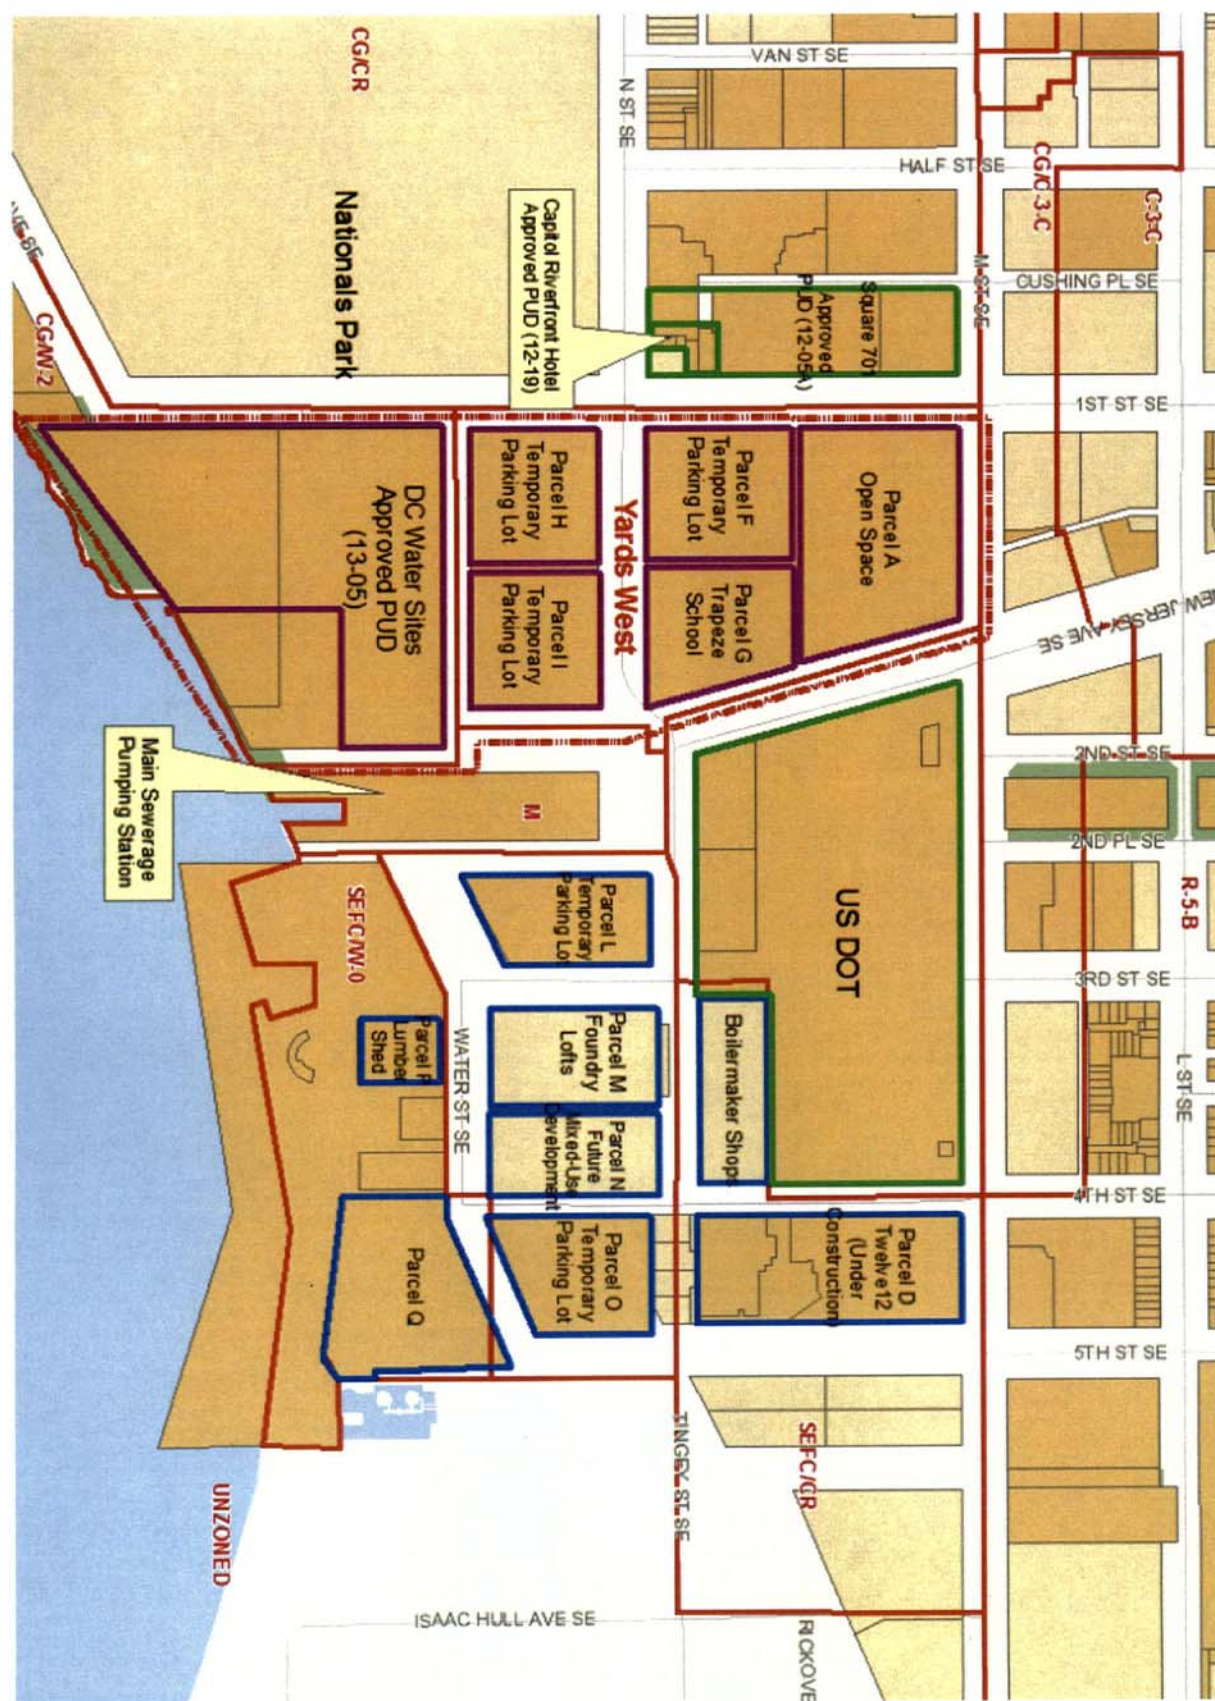 VAN ST SE
N ST SE
HALF ST SE
CG/CR
CG/C-3-C
C-3-C
Nationals Park
Capitol Riverfront Hotel
Approved PUD (12-19)
Square 701
Approved
PUD (12-05A)
M ST SE
CUSHING PL SE
AVE SE
CG/W-2
1ST ST SE
DC Water Sites
Approved PUD
(13-05)
Parcel H
Temporary
Parking Lot
Parcel F
Temporary
Parking Lot
Parcel A
Open Space
Yards West
Parcel I
Temporary
Parking Lot
Parcel G
Trapeze
School
NEW JERSEY AVE SE
2ND ST SE
Main Sewerage
Pumping Station
M
2ND PL SE
R-5-B
SEFC/W-0
Parcel L
Temporary
Parking Lot
US DOT
3RD ST SE
Parcel P
Lumber
Shed
WATER ST SE
Parcel M
Foundry
Lofts
Boilermaker Shops
L ST SE
Parcel N
Future
Mixed-Use
Development
4TH ST SE
Parcel Q
Parcel O
Temporary
Parking Lot
Parcel D
Twelve12
(Under
Construction)
5TH ST SE
TINGEY ST SE
SEFC/CR
UNZONED
ISAAC HULL AVE SE
RICKOVE